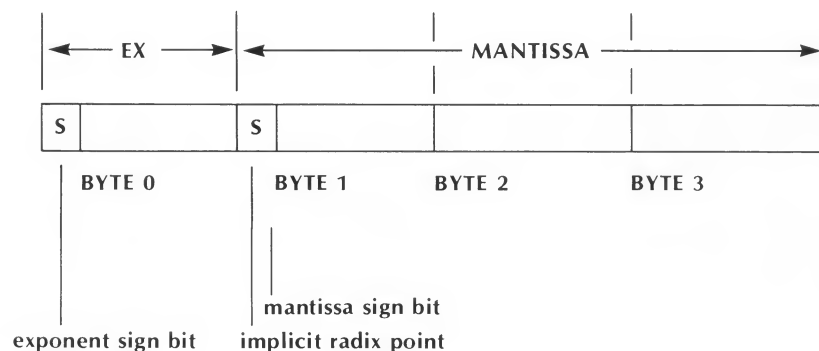 EX MANTISSA
S S
BYTE 0 BYTE 1 BYTE 2 BYTE 3
mantissa sign bit
exponent sign bit implicit radix point